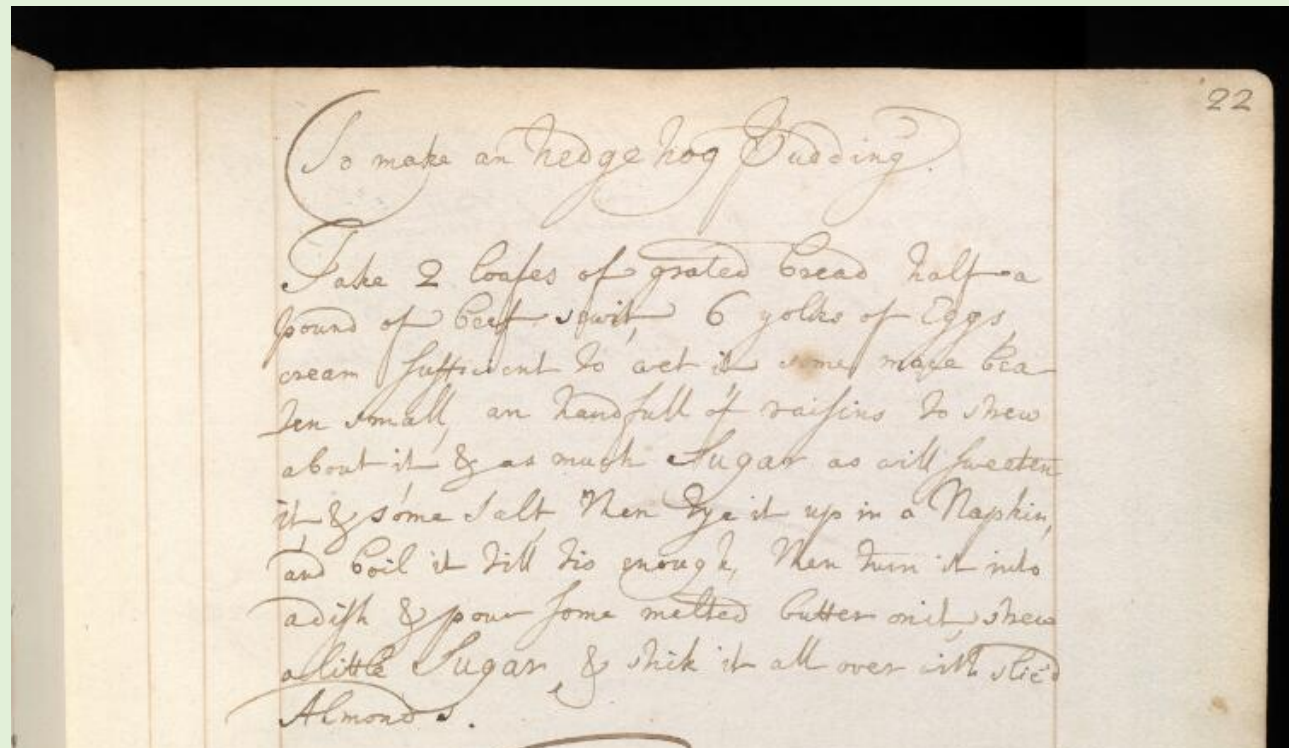 22
To make an hedge hog Pudding.
Take 2 loafes of grated bread half a
pound of beef sewit, 6 yolks of Eggs,
cream sufficient to wet it some mace bea
ten small, an handfull of raisins to strew
about it, & as much Sugar as will sweeten
it, & some Salt, Then tye it up in a Napkin,
and boil it till tis enough, Then turn it into
a dish & pour some melted butter on it, strew
a little Sugar, & stick it all over with slic'd
Almonds.